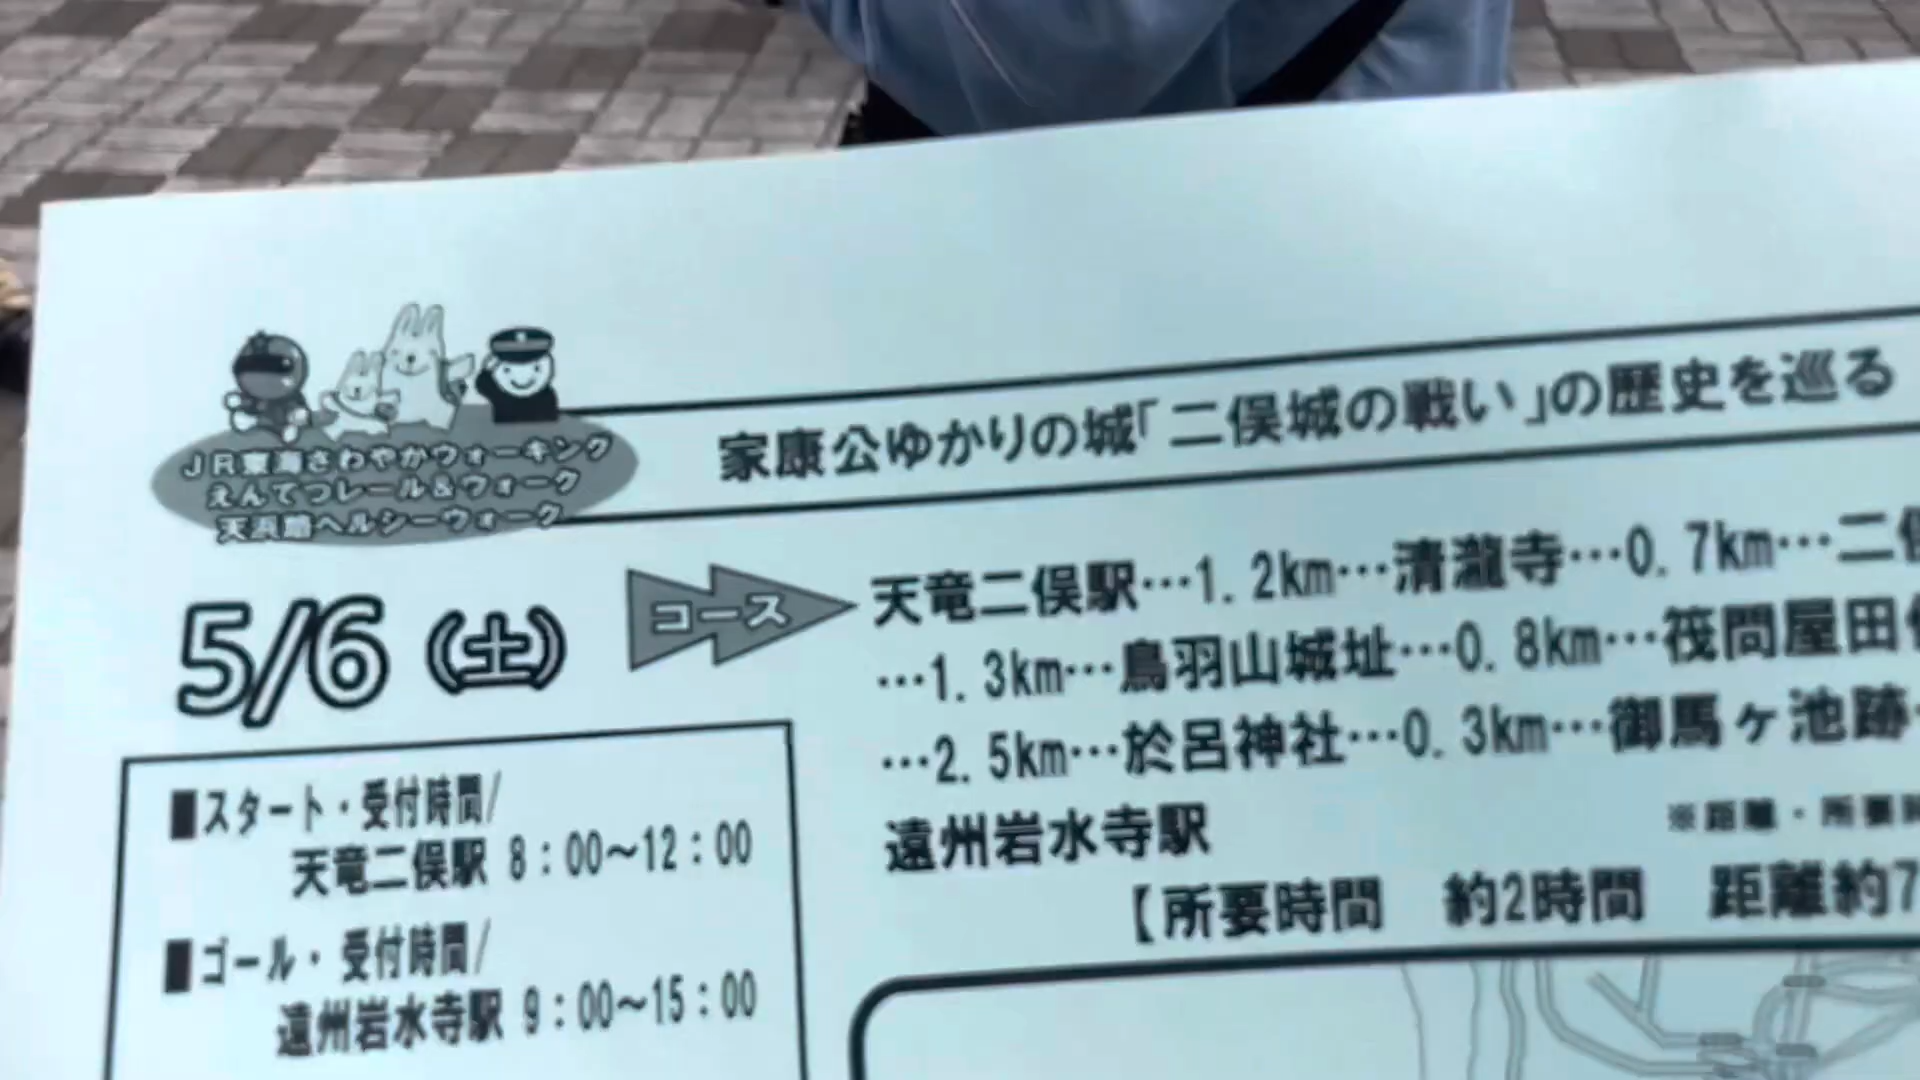 JR東海さわやかウォーキング
えんてつレール＆ウォーク
天浜線ヘルシーウォーク
家康公ゆかりの城「二俣城の戦い」の歴史を巡る
5/6（土）
コース
天竜二俣駅…1.2km…清瀧寺…0.7km…二俣
…1.3km…鳥羽山城址…0.8km…筏問屋田代
…2.5km…於呂神社…0.3km…御馬ヶ池跡…
遠州岩水寺駅
※距離・所要時
【所要時間　約2時間　距離約7
■スタート・受付時間/
天竜二俣駅 8：00～12：00
■ゴール・受付時間/
遠州岩水寺駅 9：00～15：00